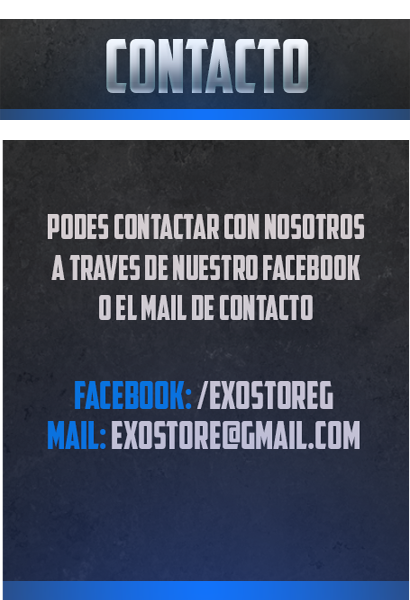 CONTACTO
PODES CONTACTAR CON NOSOTROS
A TRAVES DE NUESTRO FACEBOOK
O EL MAIL DE CONTACTO
FACEBOOK: /EXOSTOREG
MAIL: EXOSTORE@GMAIL.COM